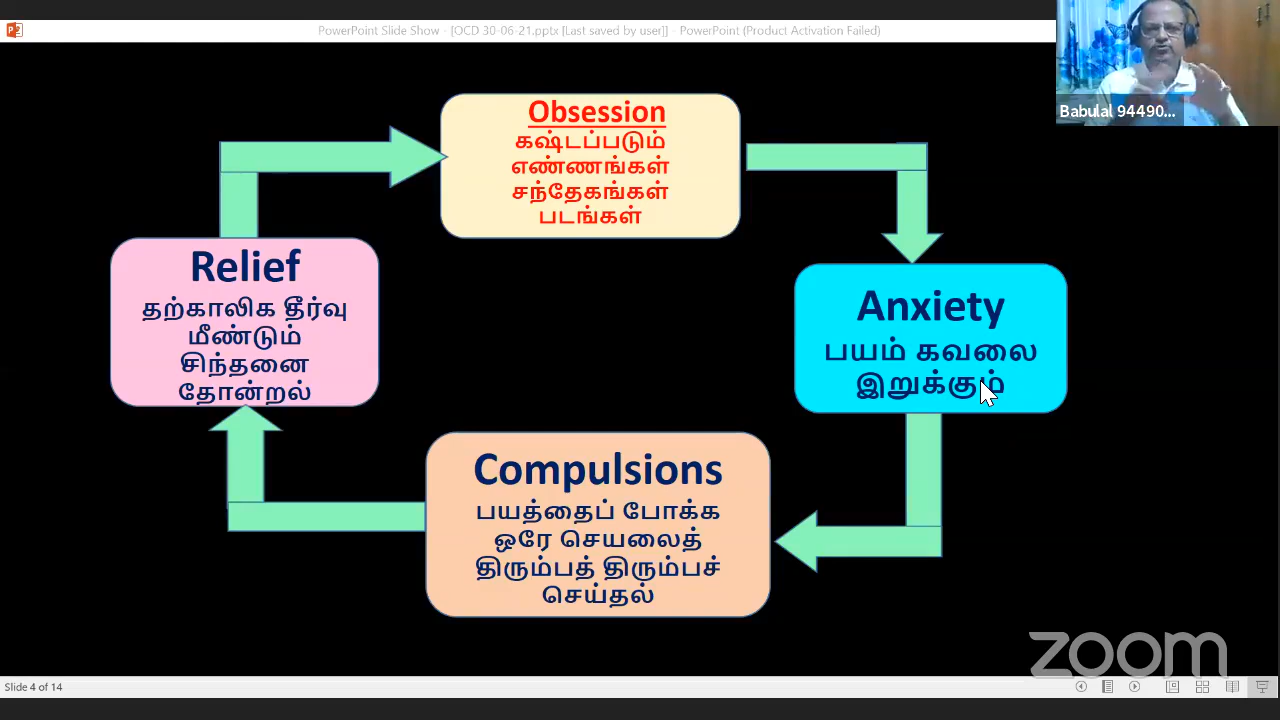 PowerPoint Slide Show - [OCD 30-06-21.pptx [Last saved by user]] - PowerPoint (Product Activation Failed)
Babulal 94490...
Obsession
கஷ்டப்படும்
எண்ணங்கள்
சந்தேகங்கள்
படங்கள்
Relief
தற்காலிக தீர்வு
மீண்டும்
சிந்தனை
தோன்றல்
Anxiety
பயம் கவலை
இறுக்கும்
Compulsions
பயத்தைப் போக்க
ஒரே செயலைத்
திரும்பத் திரும்பச்
செய்தல்
zoom
Slide 4 of 14